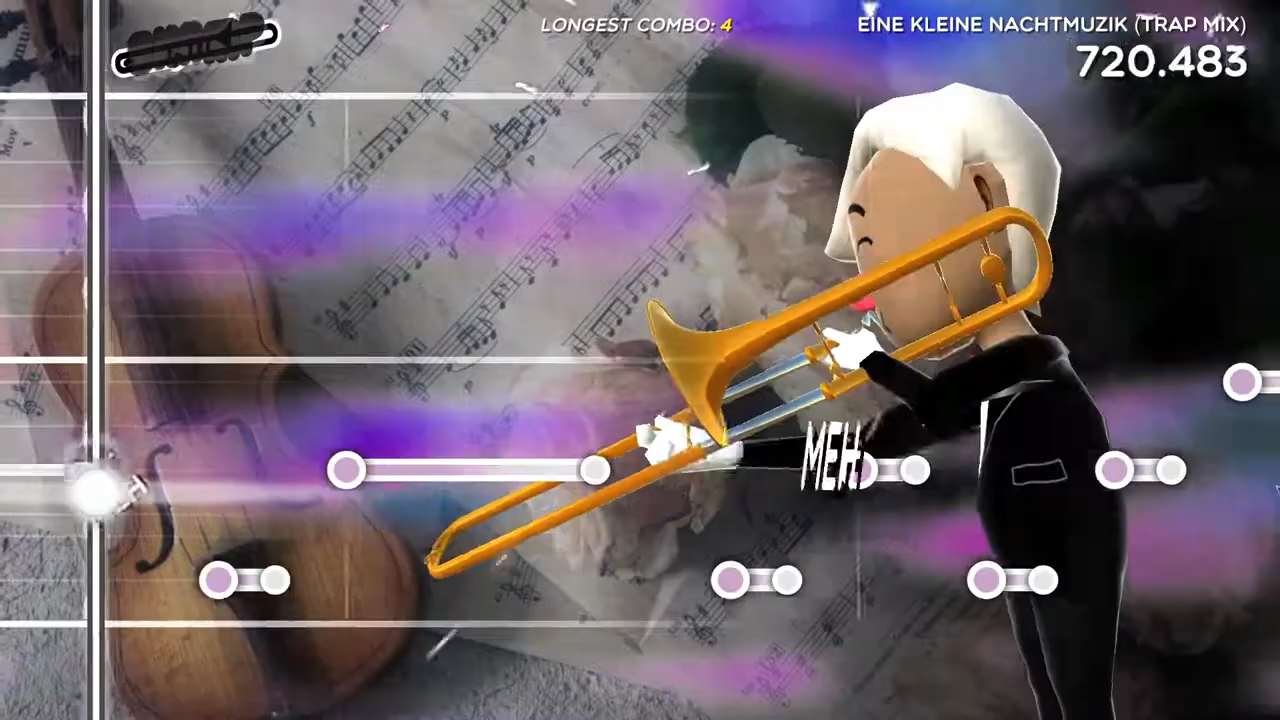 LONGEST COMBO: 4
EINE KLEINE NACHTMUZIK (TRAP MIX)
720.483
MEH.